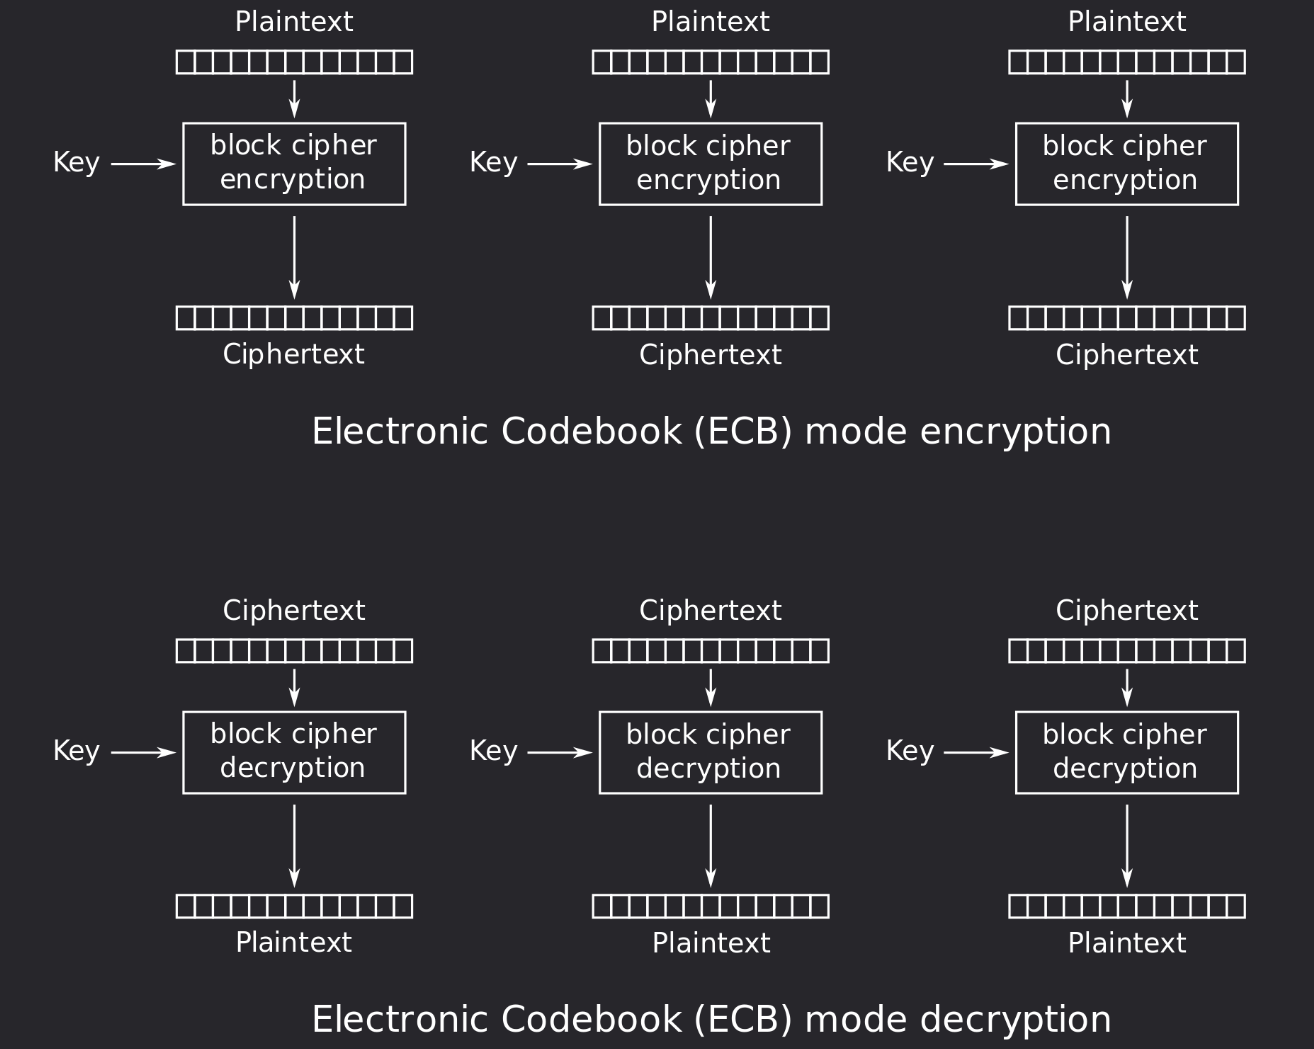 Plaintext
Plaintext
Plaintext
Key
block cipher
encryption
Key
block cipher
encryption
Key
block cipher
encryption
Ciphertext
Ciphertext
Ciphertext
Electronic Codebook (ECB) mode encryption
Ciphertext
Ciphertext
Ciphertext
Key
block cipher
decryption
Key
block cipher
decryption
Key
block cipher
decryption
Plaintext
Plaintext
Plaintext
Electronic Codebook (ECB) mode decryption